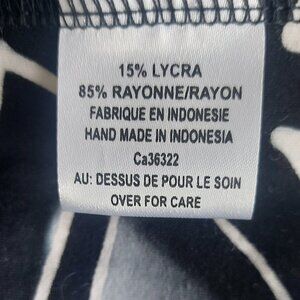 15% LYCRA
85% RAYONNE/RAYON
FABRIQUE EN INDONESIE
HAND MADE IN INDONESIA
Ca36322
AU: DESSUS DE POUR LE SOIN
OVER FOR CARE